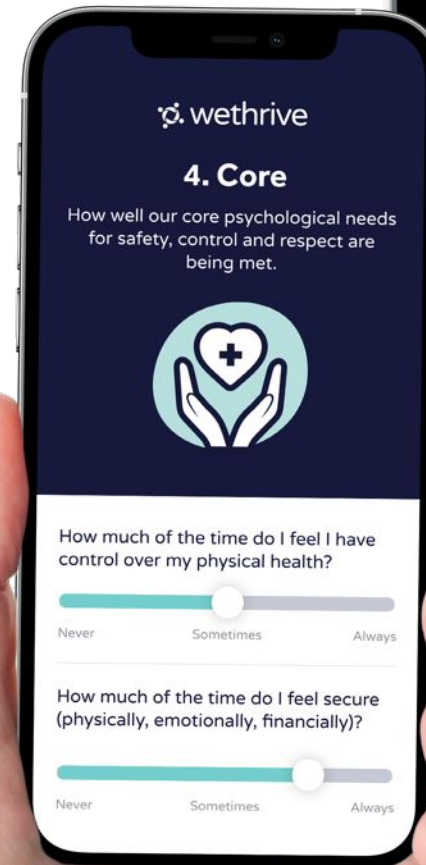 wethrive
4. Core
How well our core psychological needs
for safety, control and respect are
being met.
How much of the time do I feel I have
control over my physical health?
Never Sometimes Always
How much of the time do I feel secure
(physically, emotionally, financially)?
Never Sometimes Always